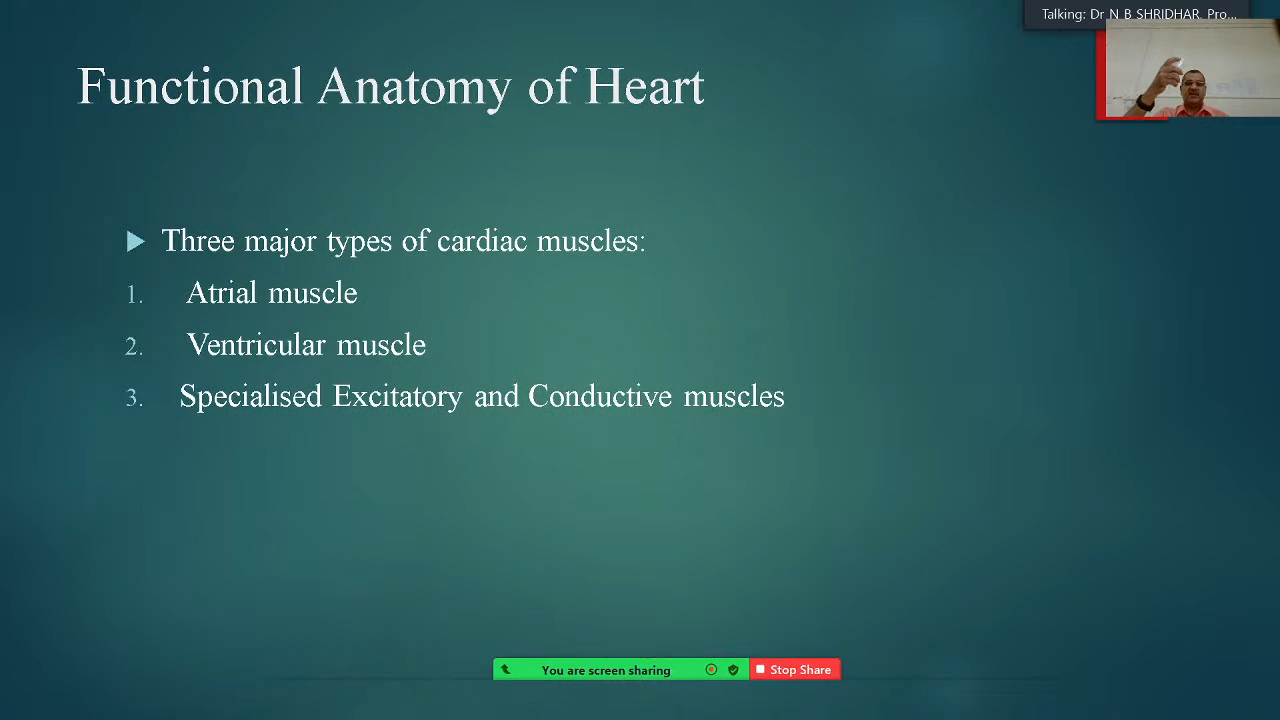 Talking: Dr N B SHRIDHAR, Pro...
Functional Anatomy of Heart
Three major types of cardiac muscles:
1. Atrial muscle
2. Ventricular muscle
3. Specialised Excitatory and Conductive muscles
You are screen sharing
Stop Share